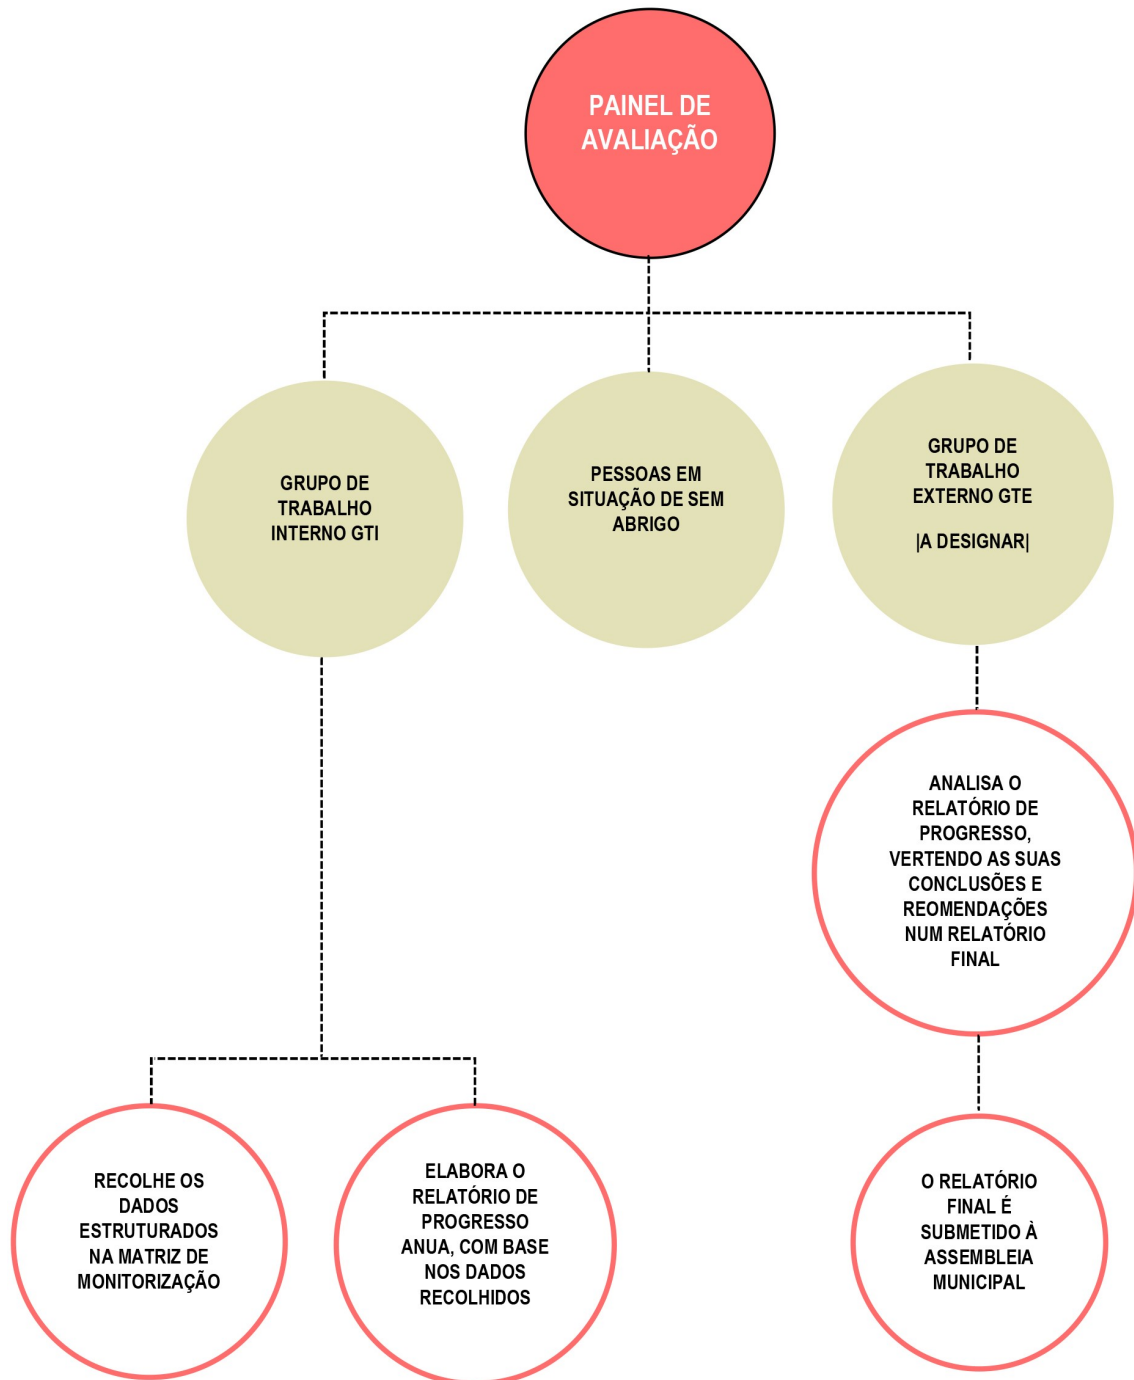 PAINEL DE
AVALIAÇÃO
GRUPO DE
TRABALHO
INTERNO GTI
PESSOAS EM
SITUAÇÃO DE SEM
ABRIGO
GRUPO DE
TRABALHO
EXTERNO GTE
|A DESIGNAR|
ANALISA O
RELATÓRIO DE
PROGRESSO,
VERTENDO AS SUAS
CONCLUSÕES E
REOMENDAÇÕES
NUM RELATÓRIO
FINAL
RECOLHE OS
DADOS
ESTRUTURADOS
NA MATRIZ DE
MONITORIZAÇÃO
ELABORA O
RELATÓRIO DE
PROGRESSO
ANUA, COM BASE
NOS DADOS
RECOLHIDOS
O RELATÓRIO
FINAL É
SUBMETIDO À
ASSEMBLEIA
MUNICIPAL